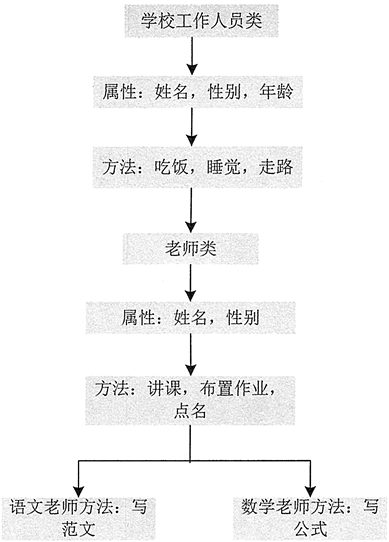 学校工作人员类
属性：姓名，性别，年龄
方法：吃饭，睡觉，走路
老师类
属性：姓名，性别
方法：讲课，布置作业，
点名
语文老师方法：写
范文
数学老师方法：写
公式